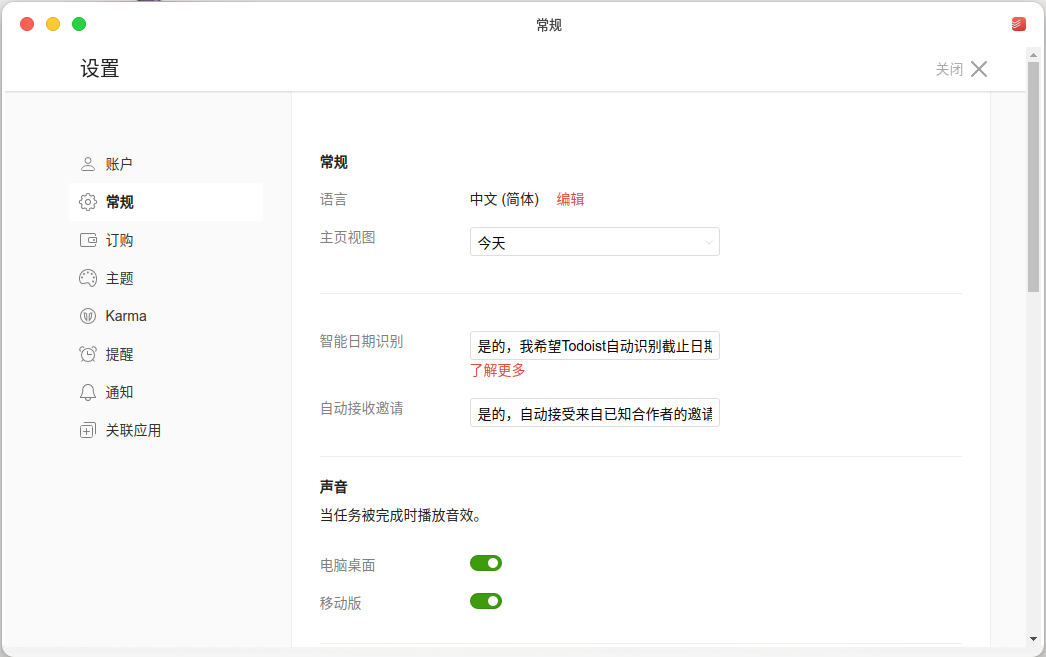 常规
设置
关闭
账户
常规
订购
主题
Karma
提醒
通知
关联应用
常规
语言 中文 (简体) 编辑
主页视图 今天
智能日期识别 是的，我希望Todoist自动识别截止日期
了解更多
自动接收邀请 是的，自动接受来自已知合作者的邀请
声音
当任务被完成时播放音效。
电脑桌面
移动版